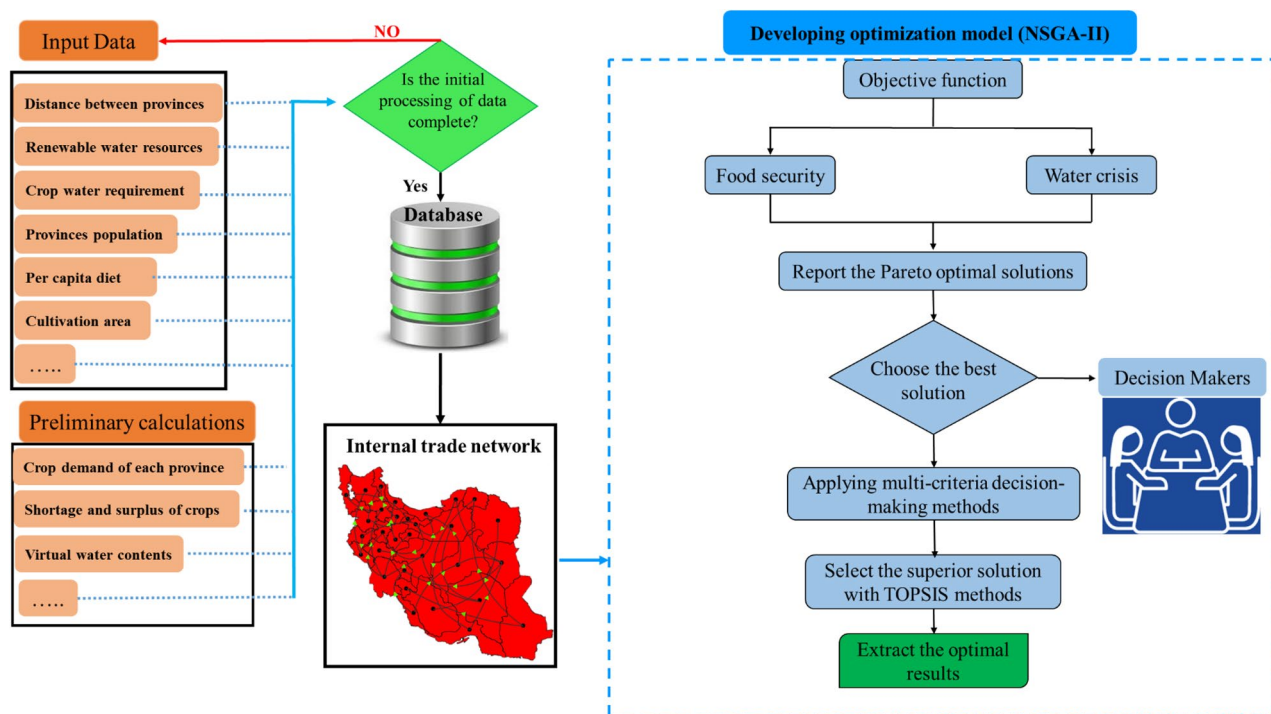 Input Data
Distance between provinces
Renewable water resources
Crop water requirement
Provinces population
Per capita diet
Cultivation area
…..
Preliminary calculations
Crop demand of each province
Shortage and surplus of crops
Virtual water contents
…..
NO
Is the initial
processing of data
complete?
Yes
Database
Internal trade network
Developing optimization model (NSGA-II)
Objective function
Food security
Water crisis
Report the Pareto optimal solutions
Choose the best
solution
Decision Makers
Applying multi-criteria decision-
making methods
Select the superior solution
with TOPSIS methods
Extract the optimal
results